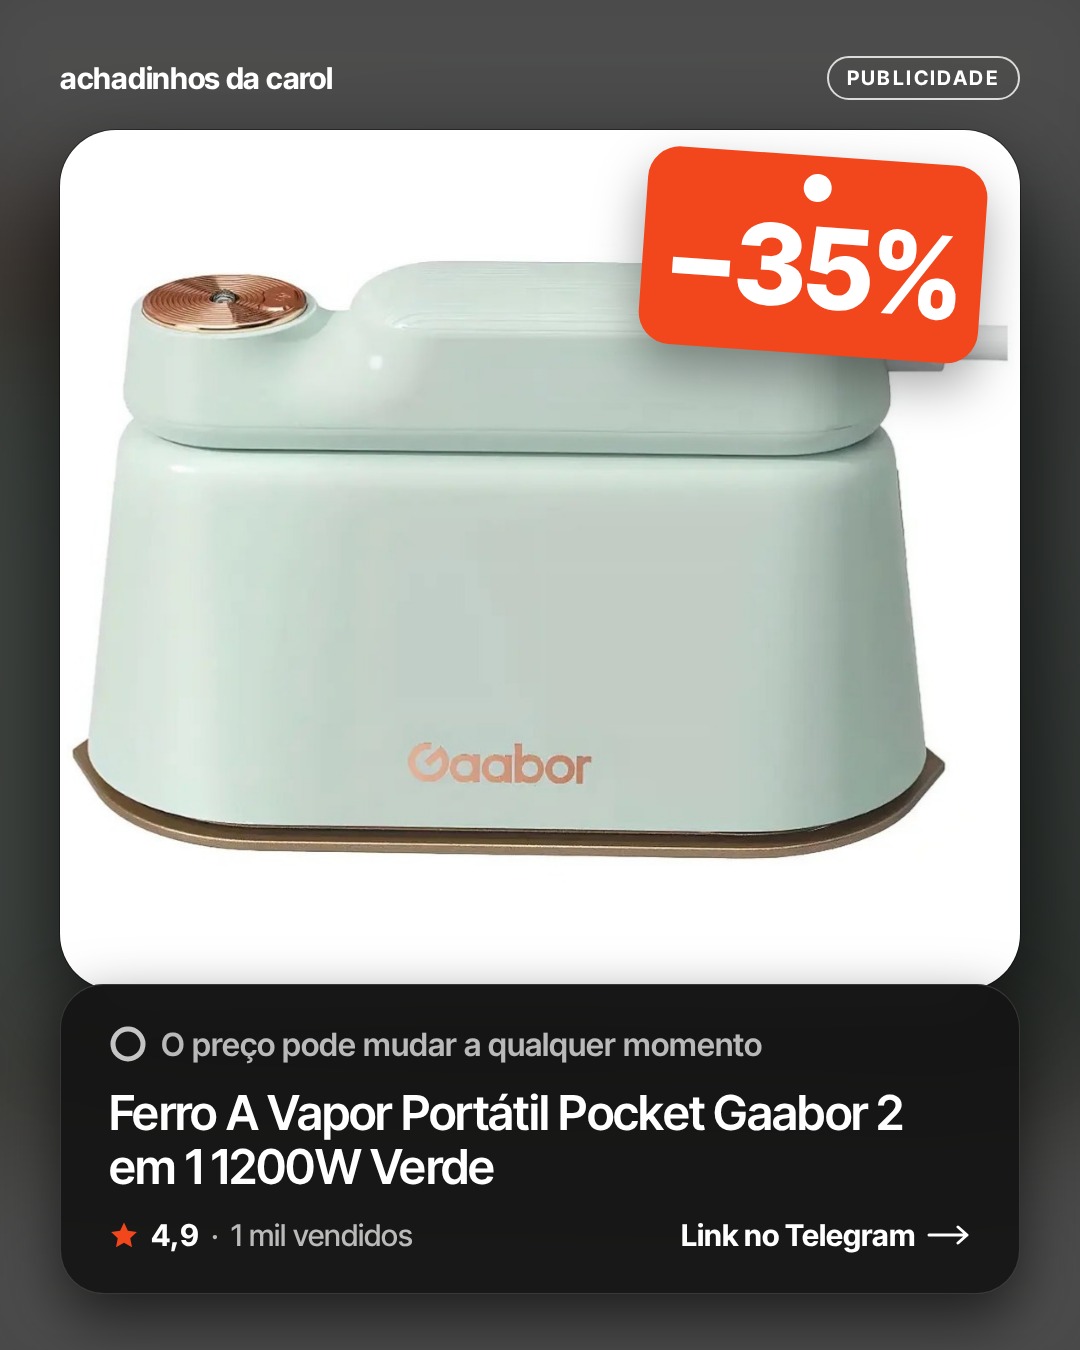 achadinhos da carol
PUBLICIDADE
-35%
Gaabor
O preço pode mudar a qualquer momento
Ferro A Vapor Portátil Pocket Gaabor 2
em 1 1200W Verde
4,9 · 1 mil vendidos
Link no Telegram →